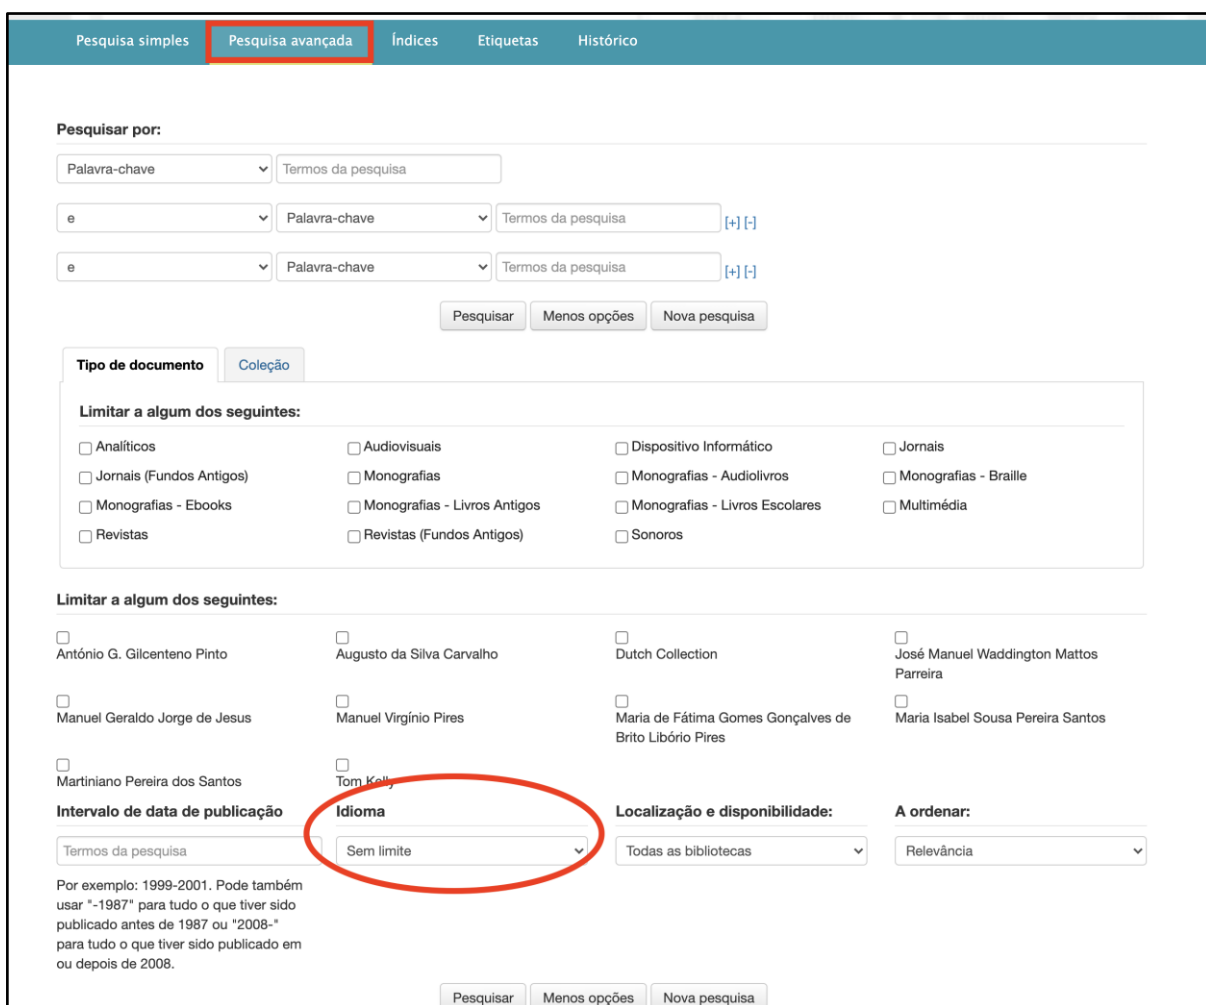 Pesquisa simples Pesquisa avançada Índices Etiquetas Histórico
Pesquisar por:
Palavra-chave Termos da pesquisa
e Palavra-chave Termos da pesquisa [+] [-]
e Palavra-chave Termos da pesquisa [+] [-]
Pesquisar Menos opções Nova pesquisa
Tipo de documento Coleção
Limitar a algum dos seguintes:
Analíticos Audiovisuais Dispositivo Informático Jornais
Jornais (Fundos Antigos) Monografias Monografias - Audiolivros Monografias - Braille
Monografias - Ebooks Monografias - Livros Antigos Monografias - Livros Escolares Multimédia
Revistas Revistas (Fundos Antigos) Sonoros
Limitar a algum dos seguintes:
António G. Gilcenteno Pinto Augusto da Silva Carvalho Dutch Collection José Manuel Waddington Mattos
Parreira
Manuel Geraldo Jorge de Jesus Manuel Virgínio Pires Maria de Fátima Gomes Gonçalves de Maria Isabel Sousa Pereira Santos
Brito Libório Pires
Martiniano Pereira dos Santos Tom Kelly
Intervalo de data de publicação Idioma Localização e disponibilidade: A ordenar:
Termos da pesquisa Sem limite Todas as bibliotecas Relevância
Por exemplo: 1999-2001. Pode também
usar "-1987" para tudo o que tiver sido
publicado antes de 1987 ou "2008-"
para tudo o que tiver sido publicado em
ou depois de 2008.
Pesquisar Menos opções Nova pesquisa